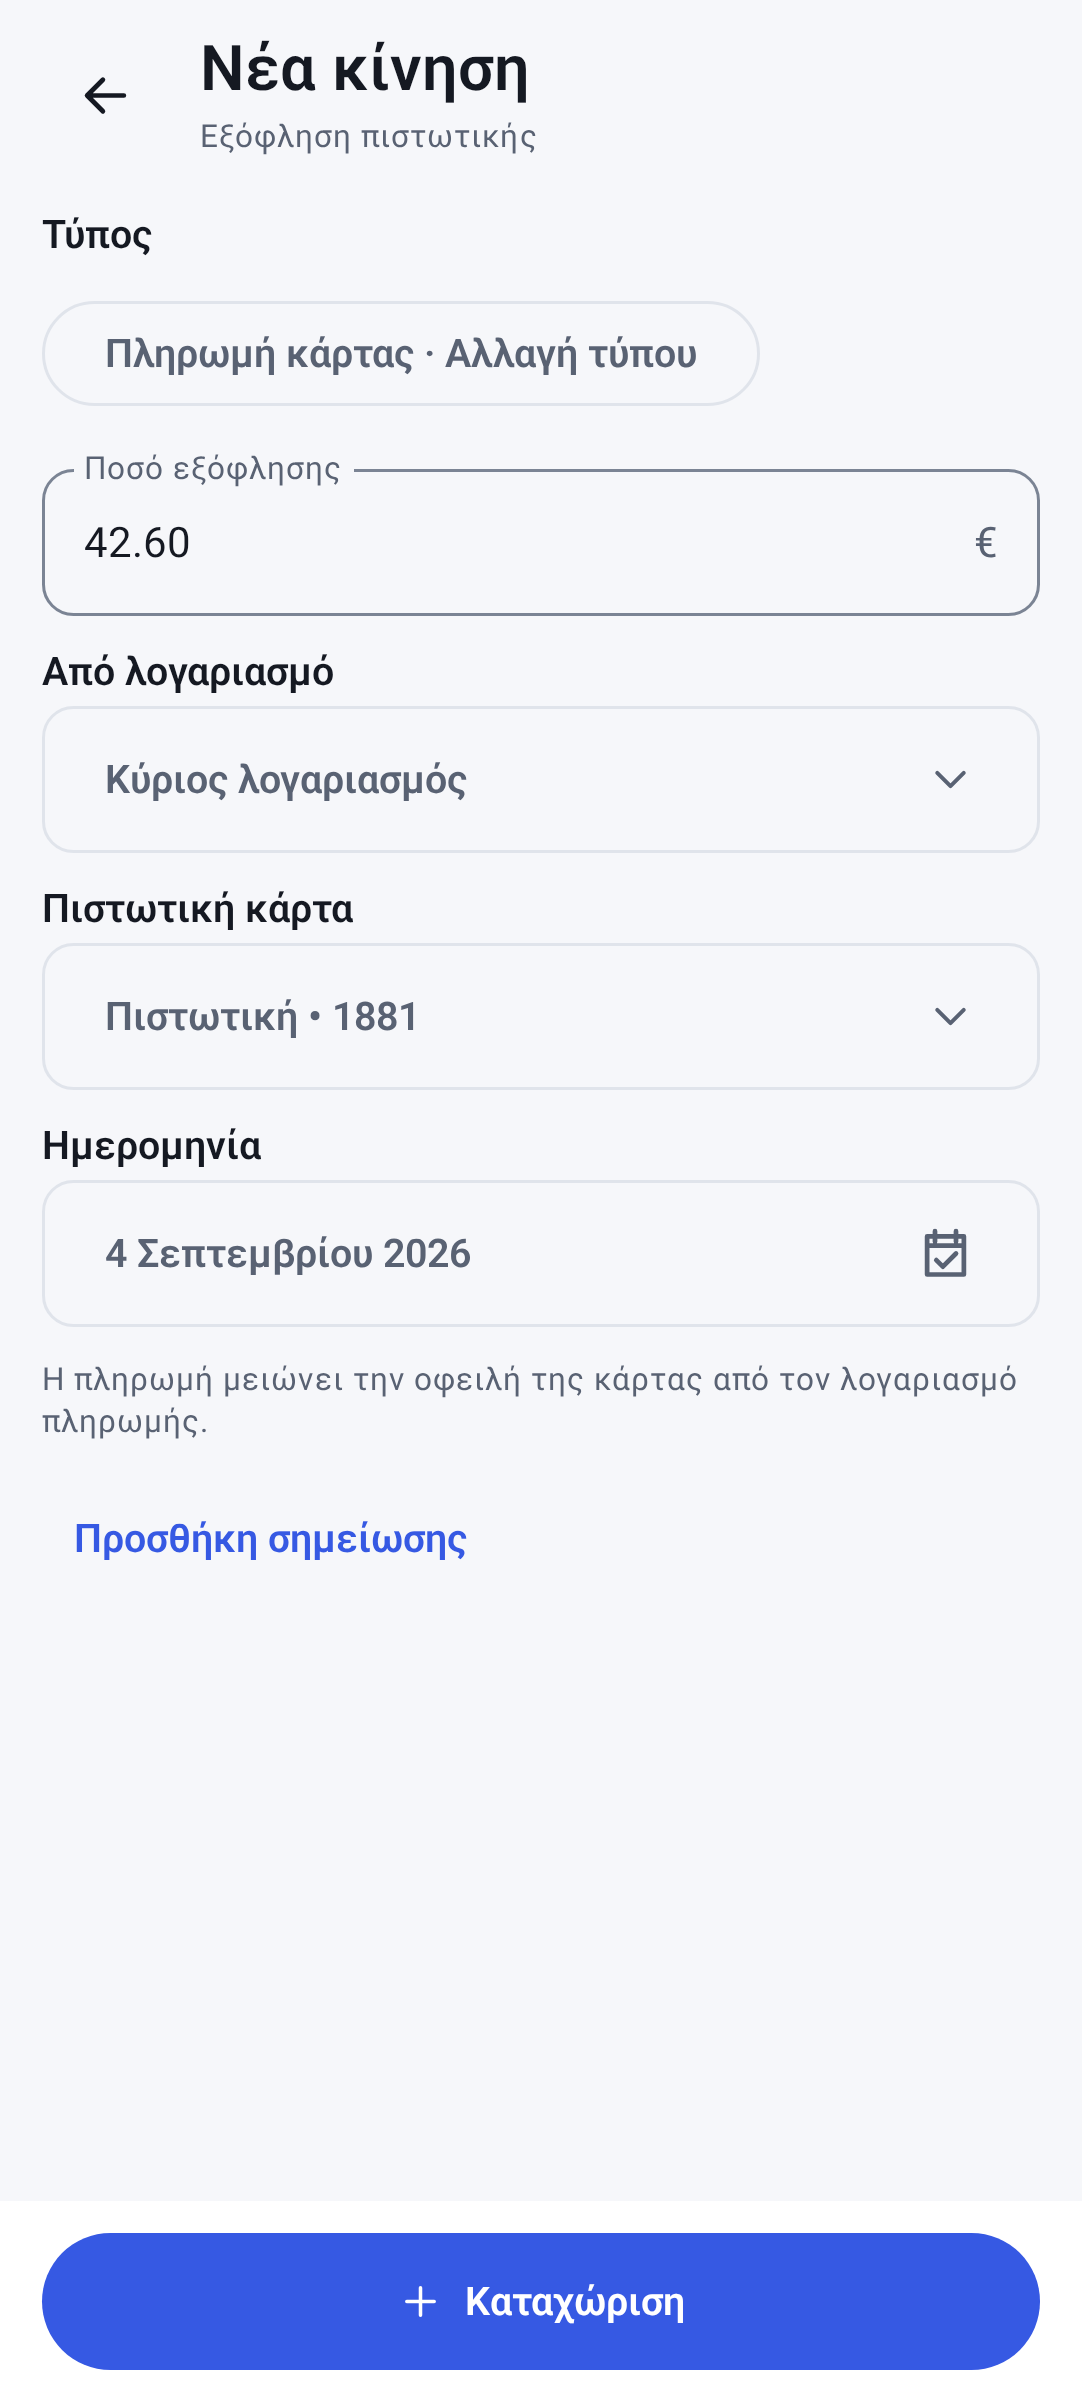 Νέα κίνηση
Εξόφληση πιστωτικής
Τύπος
Πληρωμή κάρτας · Αλλαγή τύπου
Ποσό εξόφλησης
42.60 €
Από λογαριασμό
Κύριος λογαριασμός
Πιστωτική κάρτα
Πιστωτική • 1881
Ημερομηνία
4 Σεπτεμβρίου 2026
Η πληρωμή μειώνει την οφειλή της κάρτας από τον λογαριασμό
πληρωμής.
Προσθήκη σημείωσης
Καταχώριση